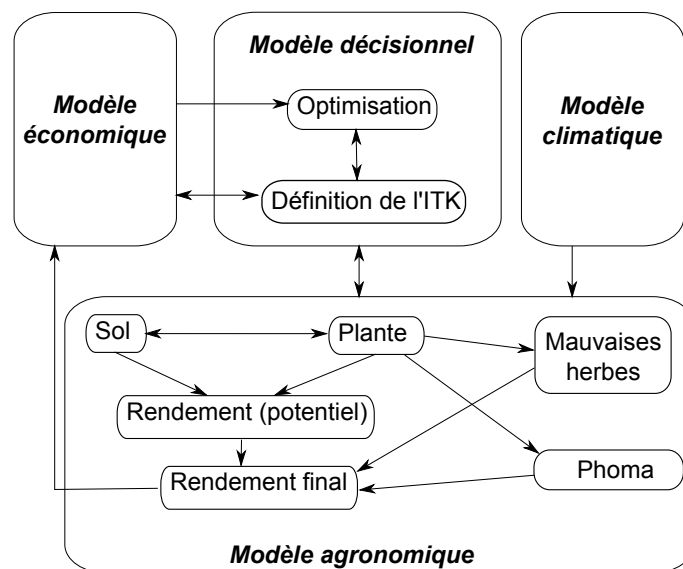 Modèle décisionnel
Modèle
économique
Optimisation
Définition de l'ITK
Modèle
climatique
Sol
Plante
Mauvaises
herbes
Rendement (potentiel)
Rendement final
Phoma
Modèle agronomique